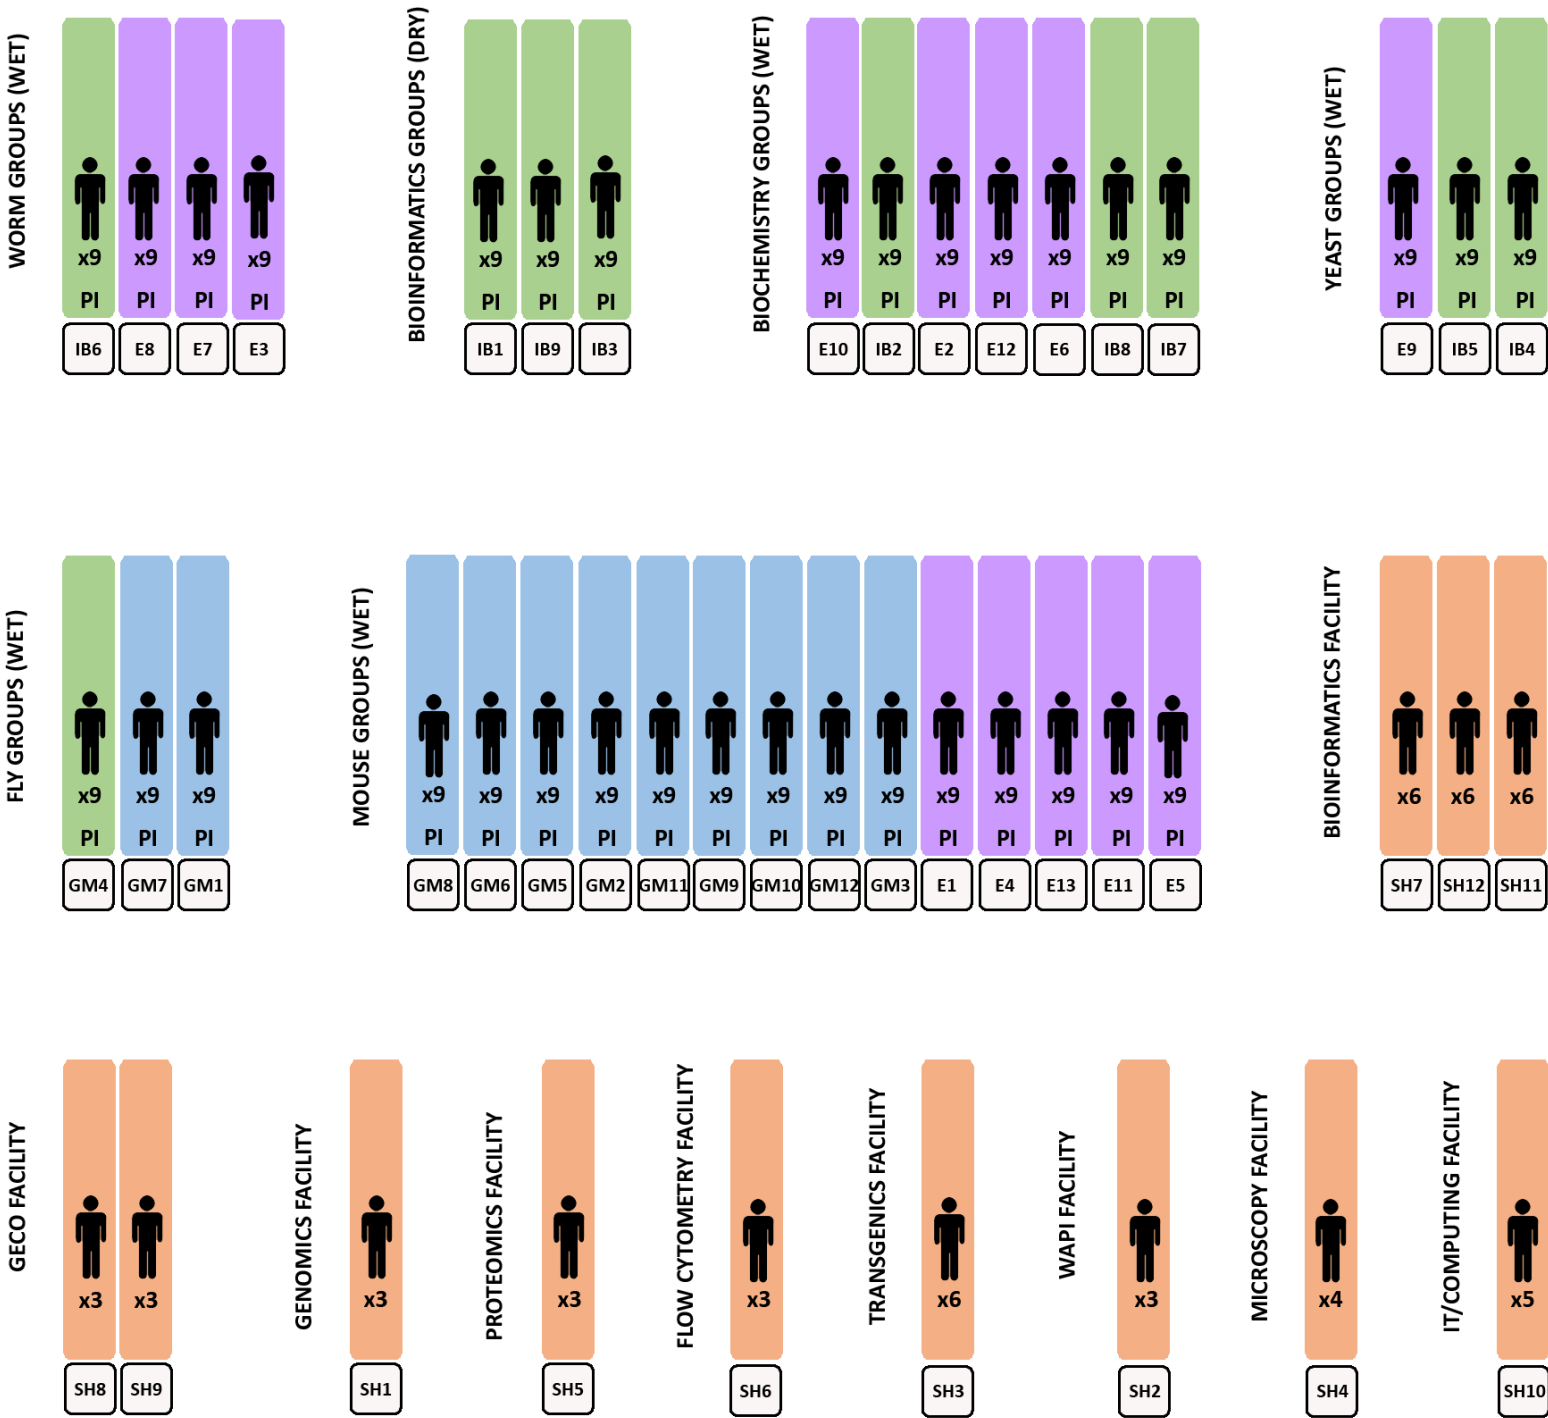 WORM GROUPS (WET)
x9 x9 x9 x9
PI PI PI PI
IB6 E8 E7 E3
BIOINFORMATICS GROUPS (DRY)
x9 x9 x9
PI PI PI
IB1 IB9 IB3
BIOCHEMISTRY GROUPS (WET)
x9 x9 x9 x9 x9 x9 x9
PI PI PI PI PI PI PI
E10 IB2 E2 E12 E6 IB8 IB7
YEAST GROUPS (WET)
x9 x9 x9
PI PI PI
E9 IB5 IB4
FLY GROUPS (WET)
x9 x9 x9
PI PI PI
GM4 GM7 GM1
MOUSE GROUPS (WET)
x9 x9 x9 x9 x9 x9 x9 x9 x9 x9 x9 x9 x9 x9
PI PI PI PI PI PI PI PI PI PI PI PI PI PI
GM8 GM6 GM5 GM2 GM11 GM9 GM10 GM12 GM3 E1 E4 E13 E11 E5
BIOINFORMATICS FACILITY
x6 x6 x6
SH7 SH12 SH11
GECO FACILITY
x3 x3
SH8 SH9
GENOMICS FACILITY
x3
SH1
PROTEOMICS FACILITY
x3
SH5
FLOW CYTOMETRY FACILITY
x3
SH6
TRANSGENICS FACILITY
x6
SH3
WAPI FACILITY
x3
SH2
MICROSCOPY FACILITY
x4
SH4
IT/COMPUTING FACILITY
x5
SH10